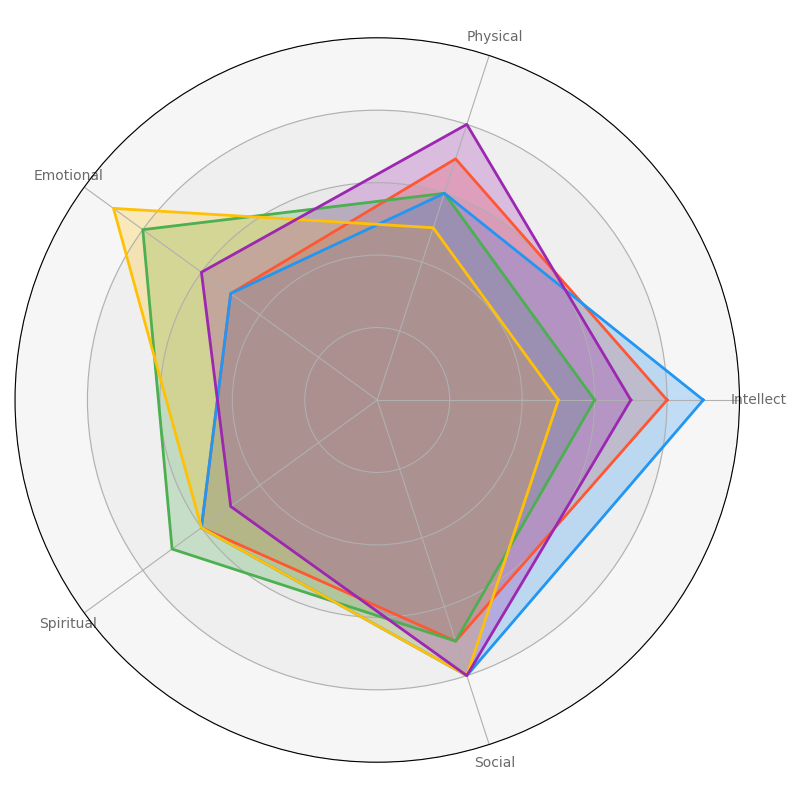 Physical
Emotional
Intellect
Spiritual
Social